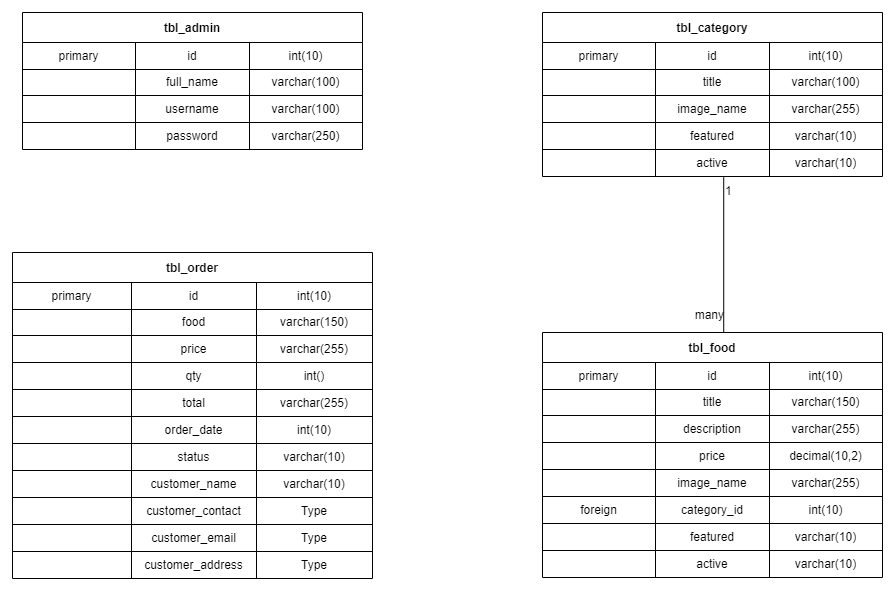 tbl_admin
primary id int(10)
full_name varchar(100)
username varchar(100)
password varchar(250)
tbl_category
primary id int(10)
title varchar(100)
image_name varchar(255)
featured varchar(10)
active varchar(10)
1
many
tbl_order
primary id int(10)
food varchar(150)
price varchar(255)
qty int()
total varchar(255)
order_date int(10)
status varchar(10)
customer_name varchar(10)
customer_contact Type
customer_email Type
customer_address Type
tbl_food
primary id int(10)
title varchar(150)
description varchar(255)
price decimal(10,2)
image_name varchar(255)
foreign category_id int(10)
featured varchar(10)
active varchar(10)